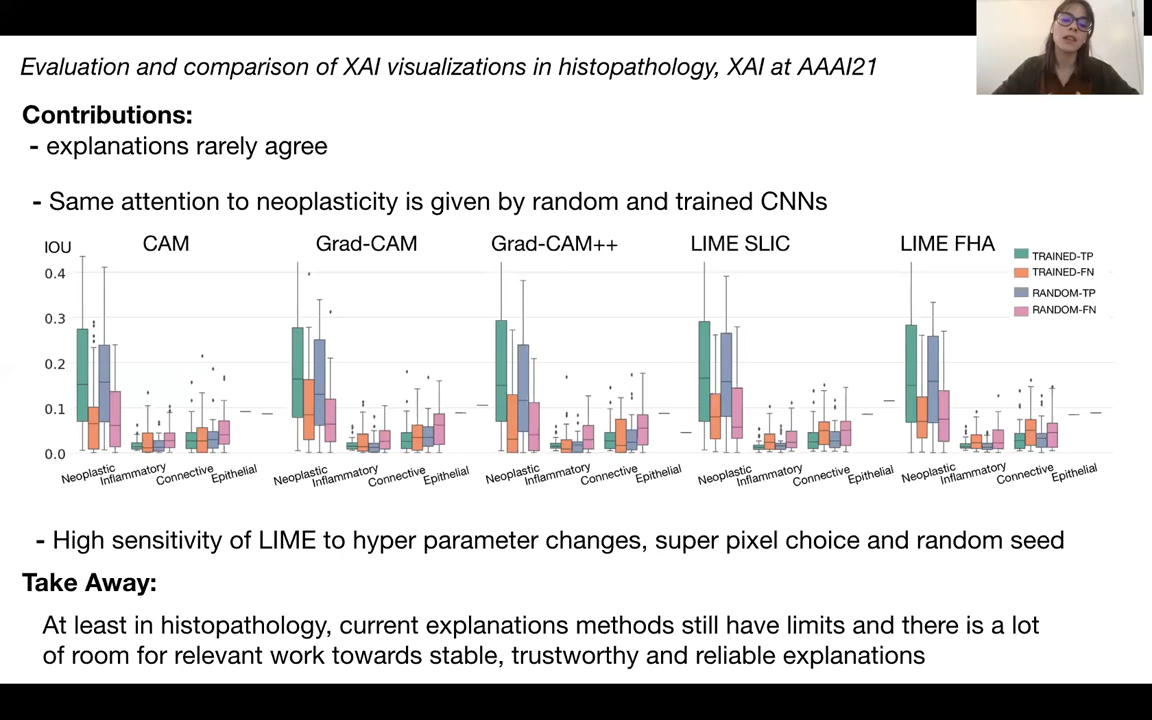 Evaluation and comparison of XAI visualizations in histopathology, XAI at AAAI21
Contributions:
- explanations rarely agree
- Same attention to neoplasticity is given by random and trained CNNs
IOU
CAM
Grad-CAM
Grad-CAM++
LIME SLIC
LIME FHA
TRAINED-TP
TRAINED-FN
RANDOM-TP
RANDOM-FN
0.4
0.3
0.2
0.1
0.0
Neoplastic Inflammatory Connective Epithelial
Neoplastic Inflammatory Connective Epithelial
Neoplastic Inflammatory Connective Epithelial
Neoplastic Inflammatory Connective Epithelial
Neoplastic Inflammatory Connective Epithelial
- High sensitivity of LIME to hyper parameter changes, super pixel choice and random seed
Take Away:
At least in histopathology, current explanations methods still have limits and there is a lot
of room for relevant work towards stable, trustworthy and reliable explanations